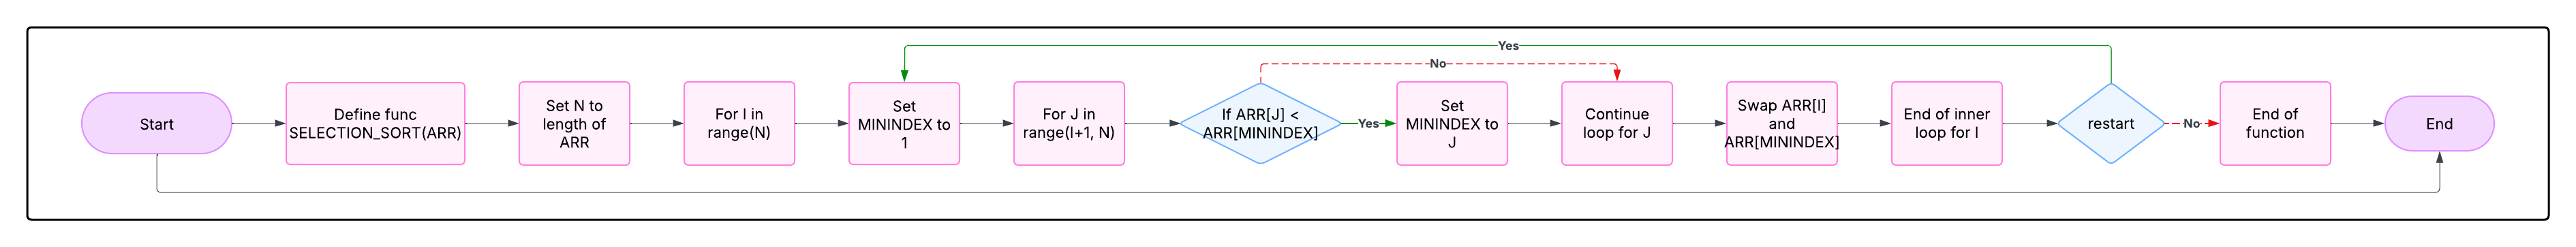 Yes
No
Start
Define func
SELECTION_SORT(ARR)
Set N to
length of
ARR
For I in
range(N)
Set
MININDEX to
1
For J in
range(I+1, N)
If ARR[J] <
ARR[MININDEX]
Yes
Set
MININDEX to
J
Continue
loop for J
Swap ARR[I]
and
ARR[MININDEX]
End of inner
loop for I
restart
No
End of
function
End